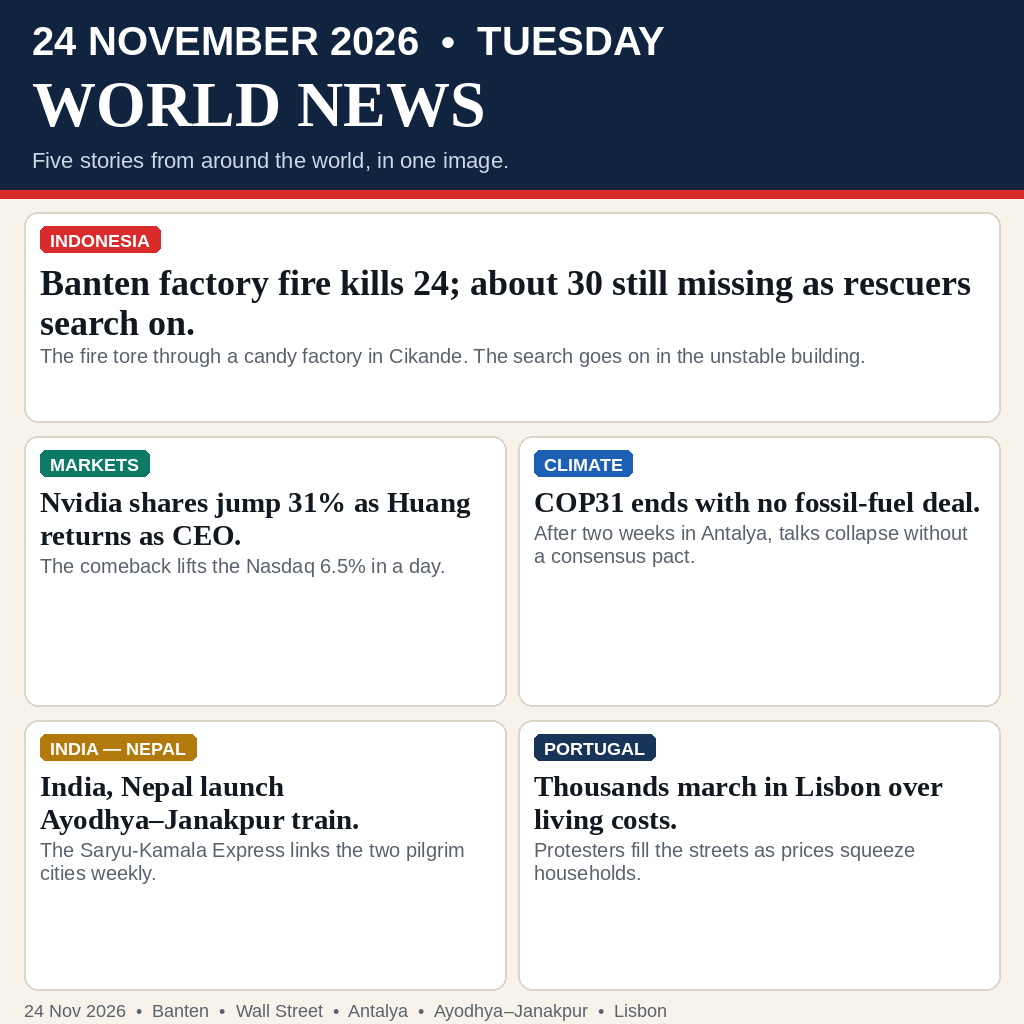 24 NOVEMBER 2026 • TUESDAY
WORLD NEWS
Five stories from around the world, in one image.
INDONESIA
Banten factory fire kills 24; about 30 still missing as rescuers
search on.
The fire tore through a candy factory in Cikande. The search goes on in the unstable building.
MARKETS
Nvidia shares jump 31% as Huang
returns as CEO.
The comeback lifts the Nasdaq 6.5% in a day.
CLIMATE
COP31 ends with no fossil-fuel deal.
After two weeks in Antalya, talks collapse without
a consensus pact.
INDIA — NEPAL
India, Nepal launch
Ayodhya–Janakpur train.
The Saryu-Kamala Express links the two pilgrim
cities weekly.
PORTUGAL
Thousands march in Lisbon over
living costs.
Protesters fill the streets as prices squeeze
households.
24 Nov 2026 • Banten • Wall Street • Antalya • Ayodhya–Janakpur • Lisbon